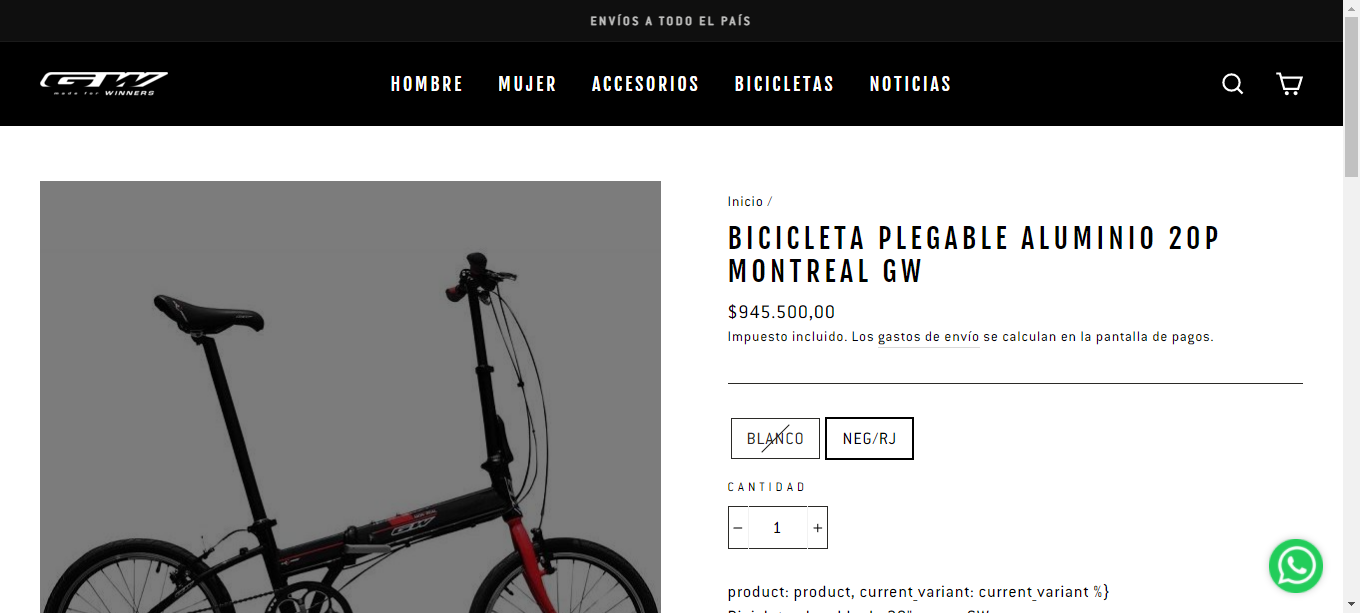 ENVÍOS A TODO EL PAÍS
GW
made for WINNERS
HOMBRE MUJER ACCESORIOS BICICLETAS NOTICIAS
Inicio /
BICICLETA PLEGABLE ALUMINIO 20P
MONTREAL GW
$945.500,00
Impuesto incluido. Los gastos de envío se calculan en la pantalla de pagos.
BLANCO NEG/RJ
CANTIDAD
− 1 +
GW
product: product, current_variant: current_variant %}